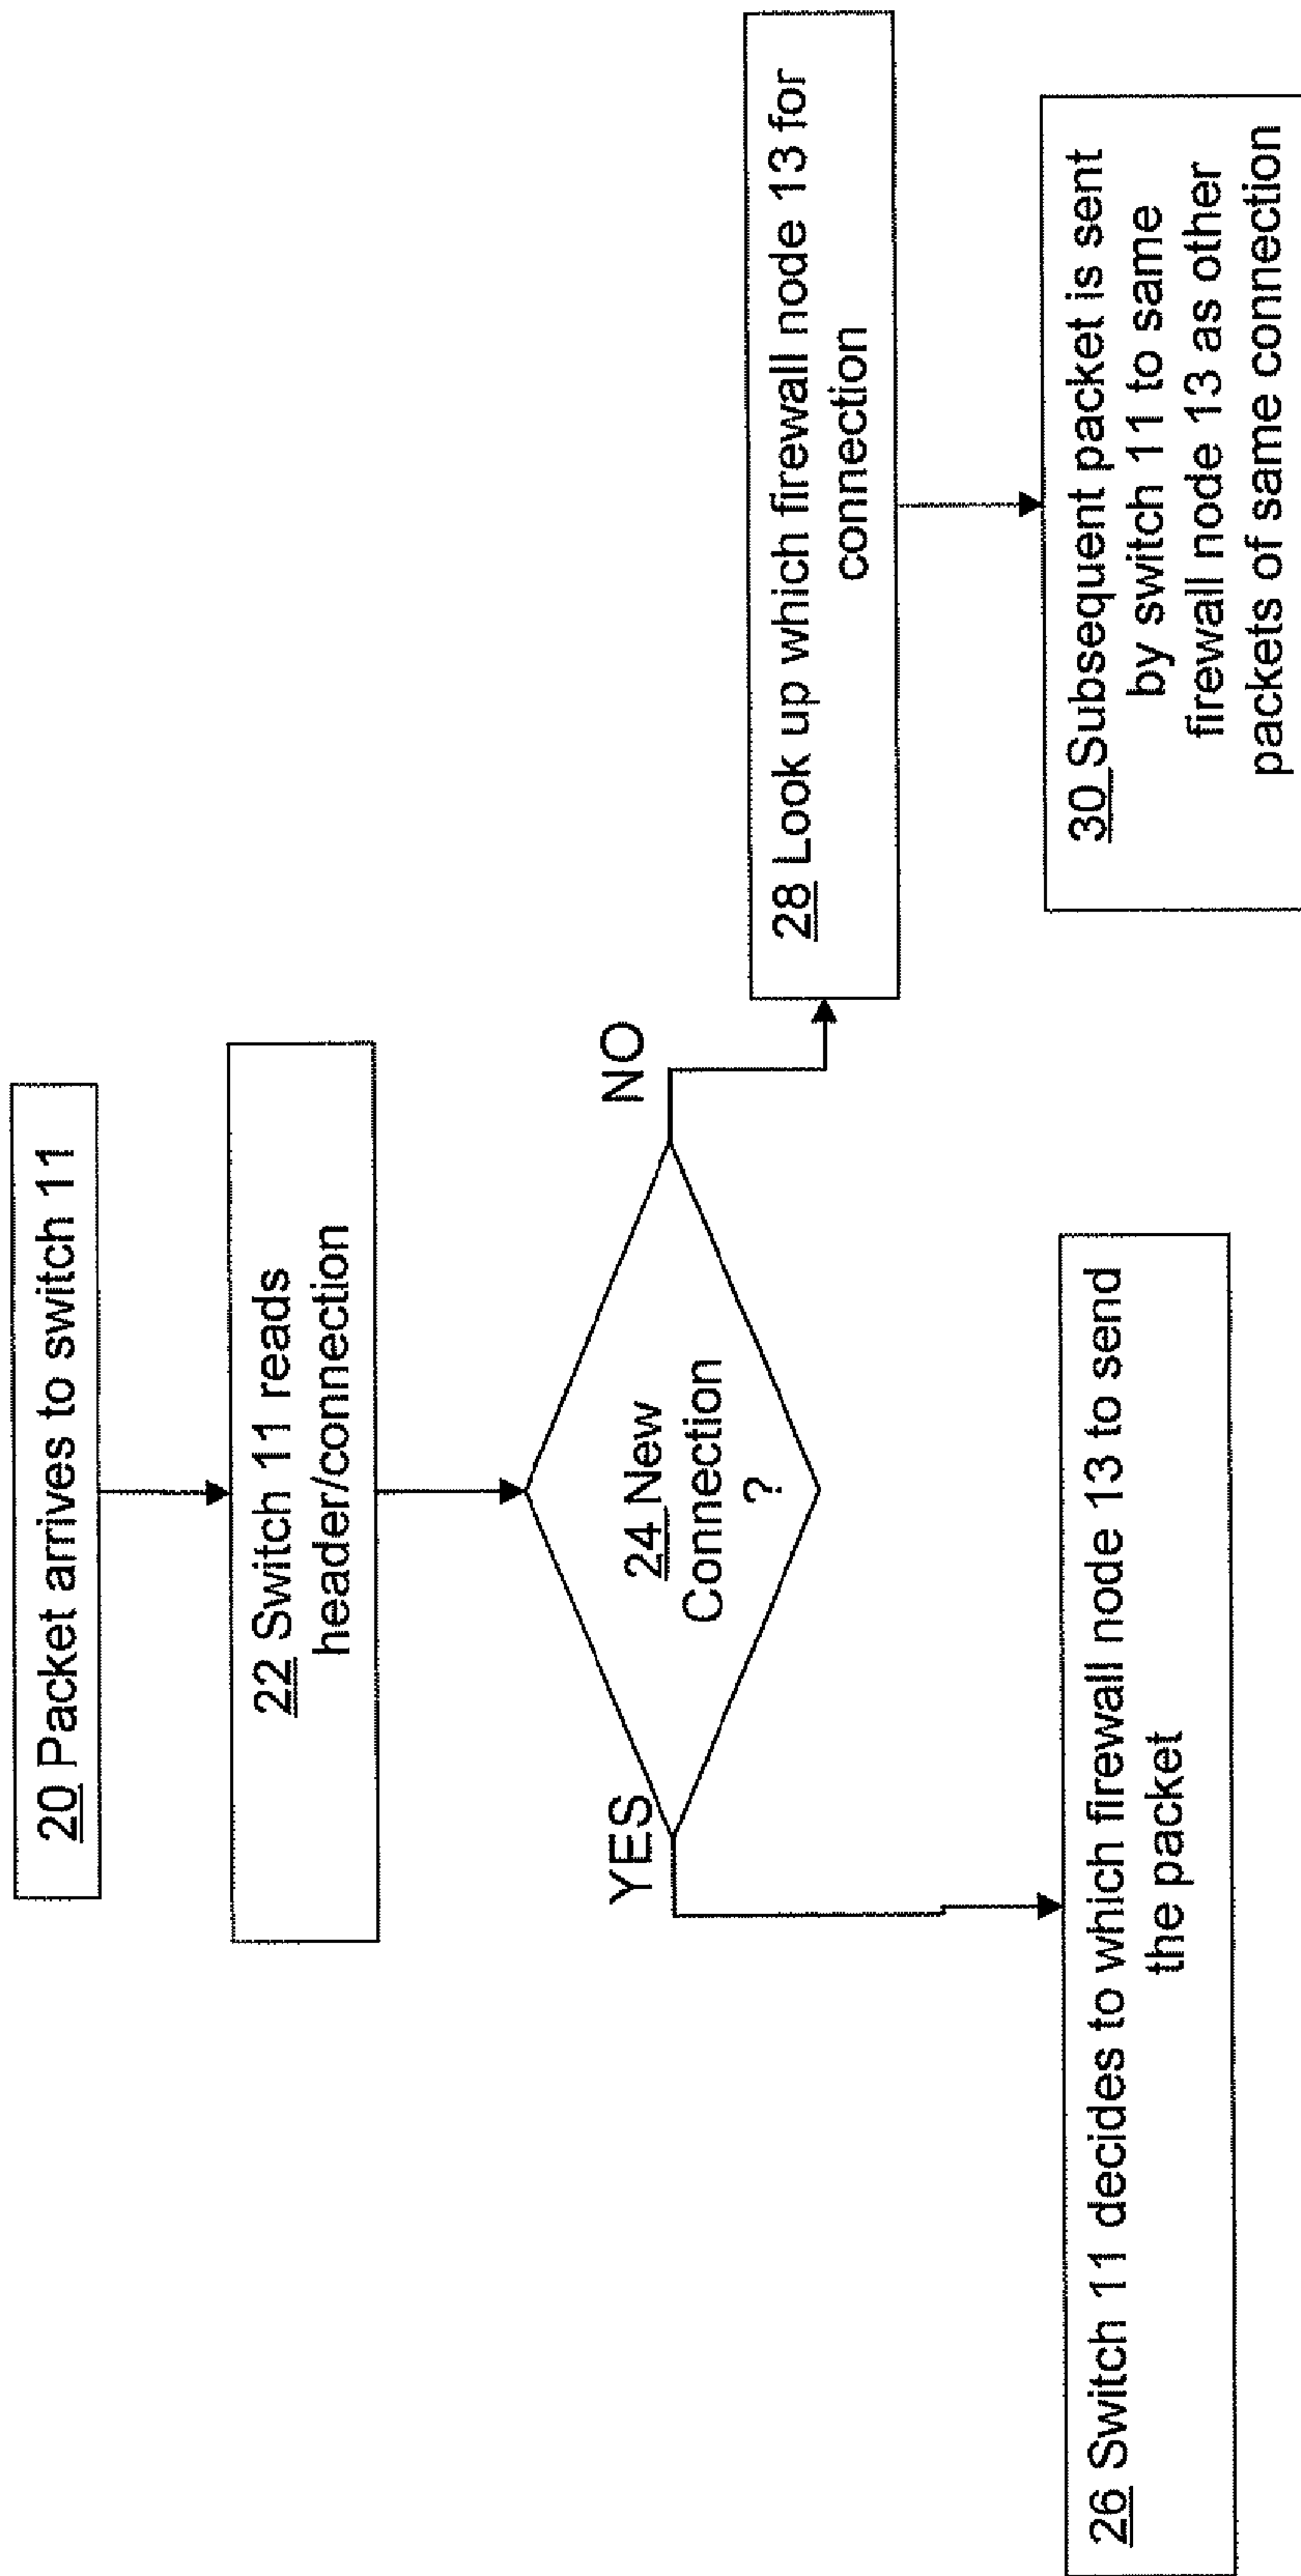 20 Packet arrives to switch 11
22 Switch 11 reads
header/connection
24 New
Connection
?
YES
NO
26 Switch 11 decides to which firewall node 13 to send
the packet
28 Look up which firewall node 13 for
connection
30 Subsequent packet is sent
by switch 11 to same
firewall node 13 as other
packets of same connection